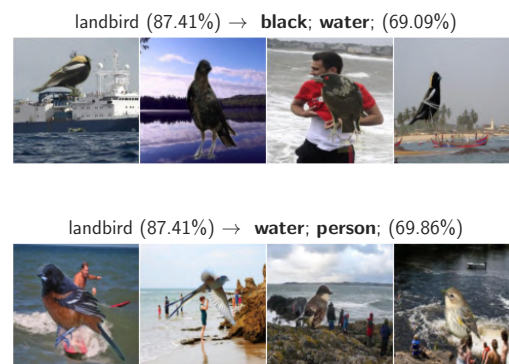 landbird (87.41%) → black; water; (69.09%)
landbird (87.41%) → water; person; (69.86%)